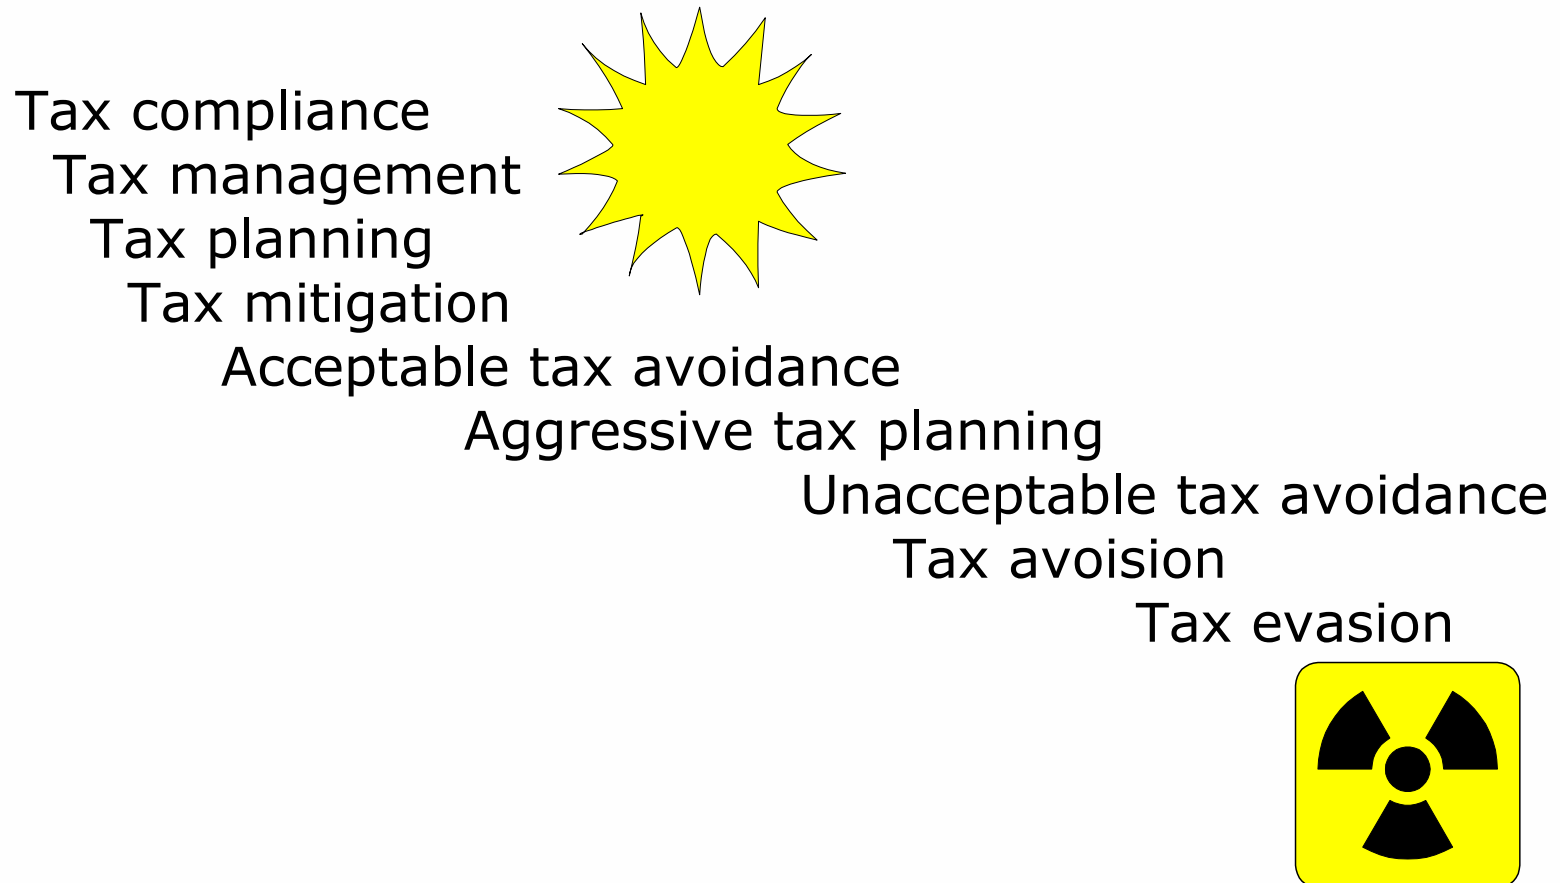 Tax compliance
Tax management
Tax planning
Tax mitigation
Acceptable tax avoidance
Aggressive tax planning
Unacceptable tax avoidance
Tax avoision
Tax evasion